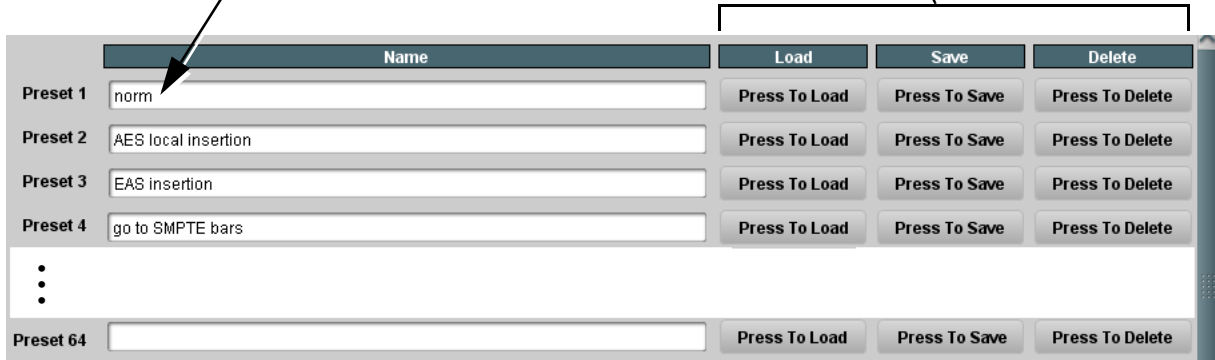 Name Load Save Delete
Preset 1 norm Press To Load Press To Save Press To Delete
Preset 2 AES local insertion Press To Load Press To Save Press To Delete
Preset 3 EAS insertion Press To Load Press To Save Press To Delete
Preset 4 go to SMPTE bars Press To Load Press To Save Press To Delete
Preset 64 Press To Load Press To Save Press To Delete